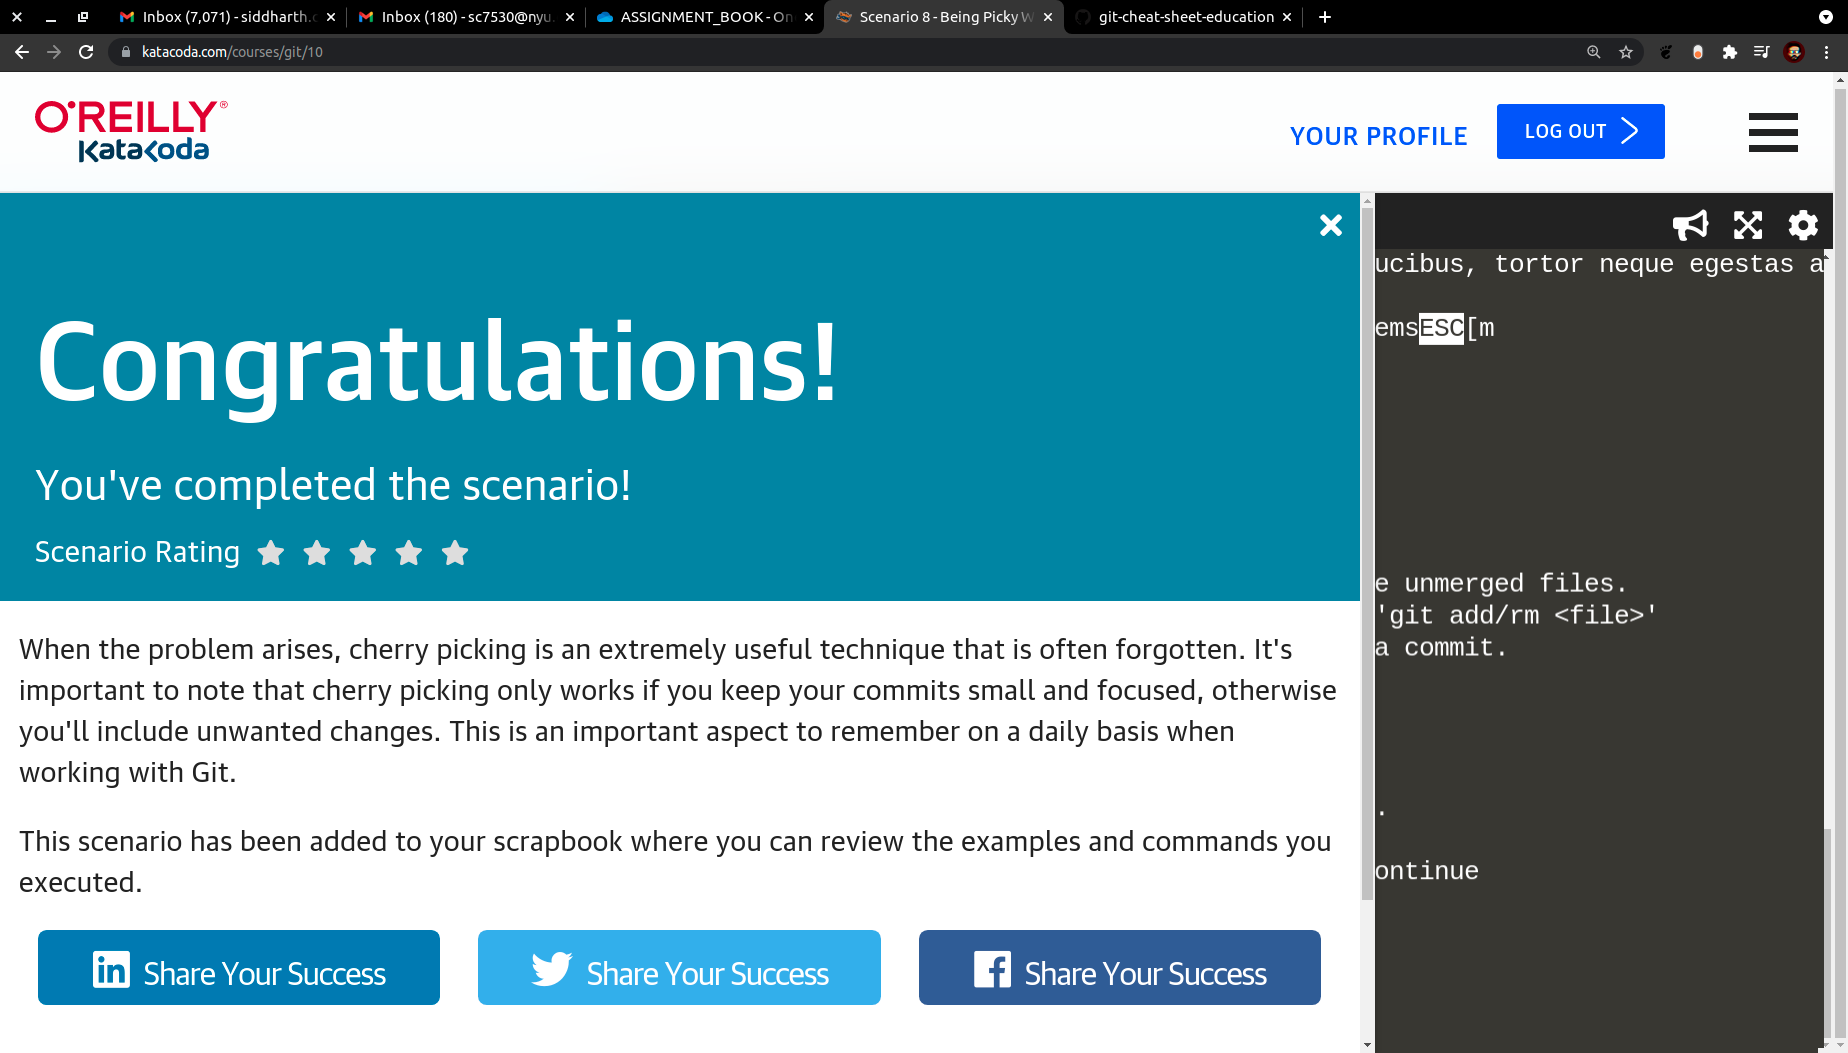 Inbox (7,071) - siddharth.c
Inbox (180) - sc7530@nyu.
ASSIGNMENT_BOOK - On
Scenario 8 - Being Picky W
git-cheat-sheet-education
katacoda.com/courses/git/10
O'REILLY®
Katacoda
YOUR PROFILE
LOG OUT
Congratulations!
You've completed the scenario!
Scenario Rating
When the problem arises, cherry picking is an extremely useful technique that is often forgotten. It's
important to note that cherry picking only works if you keep your commits small and focused, otherwise
you'll include unwanted changes. This is an important aspect to remember on a daily basis when
working with Git.
This scenario has been added to your scrapbook where you can review the examples and commands you
executed.
Share Your Success
Share Your Success
Share Your Success
ucibus, tortor neque egestas a
emsESC[m
e unmerged files.
'git add/rm <file>'
a commit.
.
ontinue